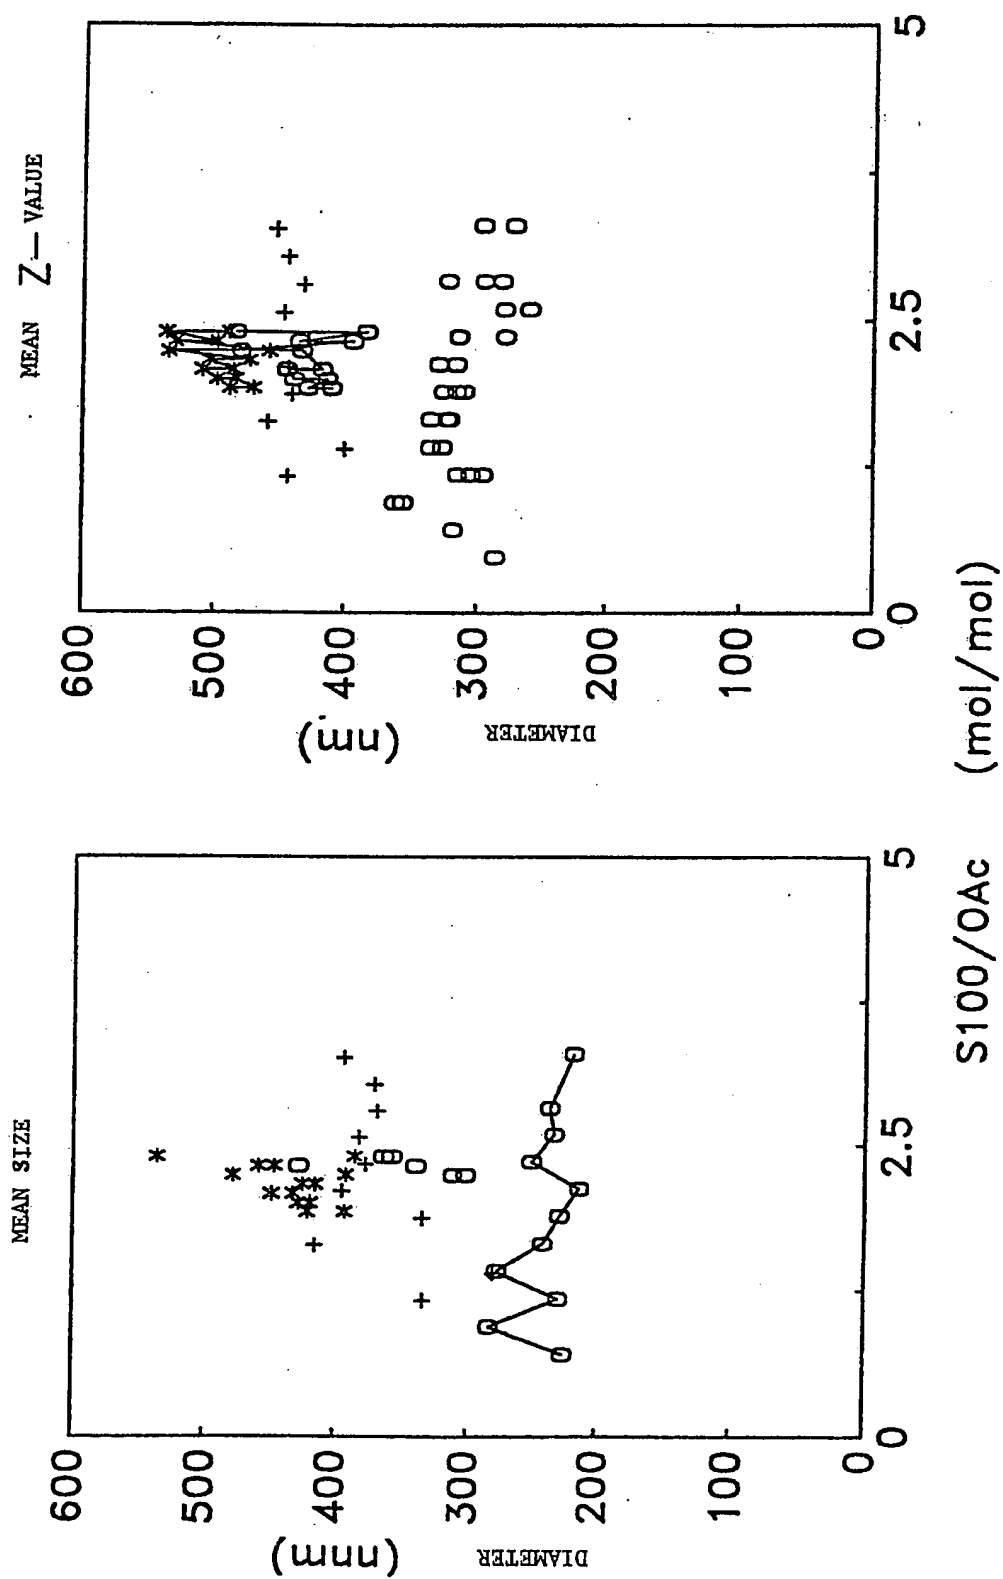 MEAN SIZE
600
500
400
300
200
100
0
(nm)
DIAMETER
0
2.5
5
MEAN Z— VALUE
600
500
400
300
200
100
0
(nm)
DIAMETER
0
2.5
5
S100/OAc (mol/mol)